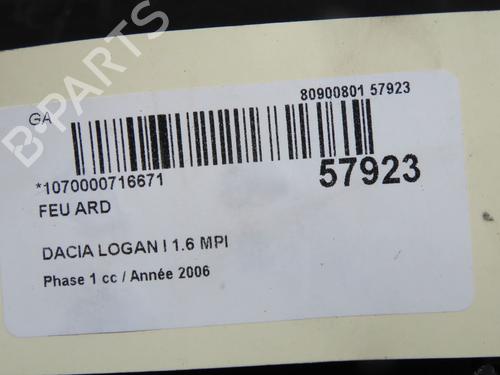 B-PARTS
80900801 57923
GA
*1070000716671
57923
FEU ARD
DACIA LOGAN I 1.6 MPI
Phase 1 cc / Année 2006